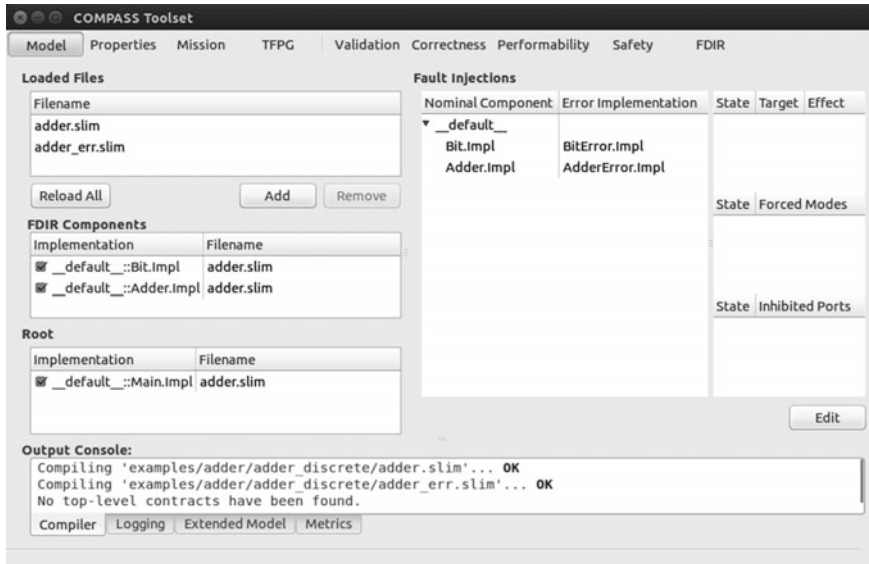 COMPASS Toolset
Model Properties Mission TFPG Validation Correctness Performability Safety FDIR
Loaded Files
Filename
adder.slim
adder_err.slim
Reload All Add Remove
FDIR Components
Implementation Filename
__default__::Bit.Impl adder.slim
__default__::Adder.Impl adder.slim
Root
Implementation Filename
__default__::Main.Impl adder.slim
Fault Injections
Nominal Component Error Implementation
__default__
Bit.Impl BitError.Impl
Adder.Impl AdderError.Impl
State Target Effect
State Forced Modes
State Inhibited Ports
Edit
Output Console:
Compiling 'examples/adder/adder_discrete/adder.slim'... OK
Compiling 'examples/adder/adder_discrete/adder_err.slim'... OK
No top-level contracts have been found.
Compiler Logging Extended Model Metrics